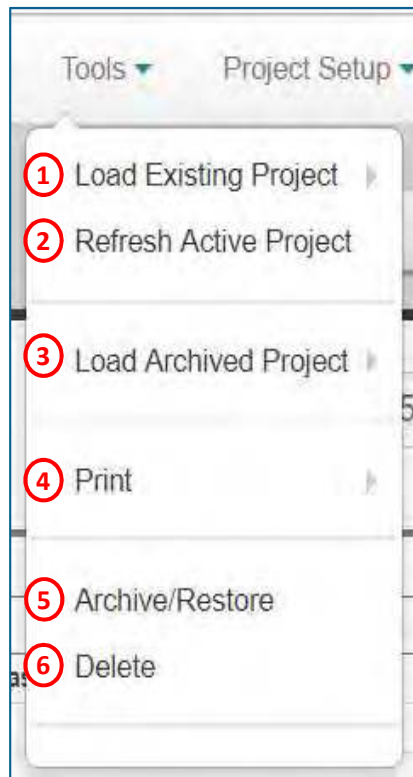 Tools Project Setup
1 Load Existing Project
2 Refresh Active Project
3 Load Archived Project
5
4 Print
5 Archive/Restore
6 Delete